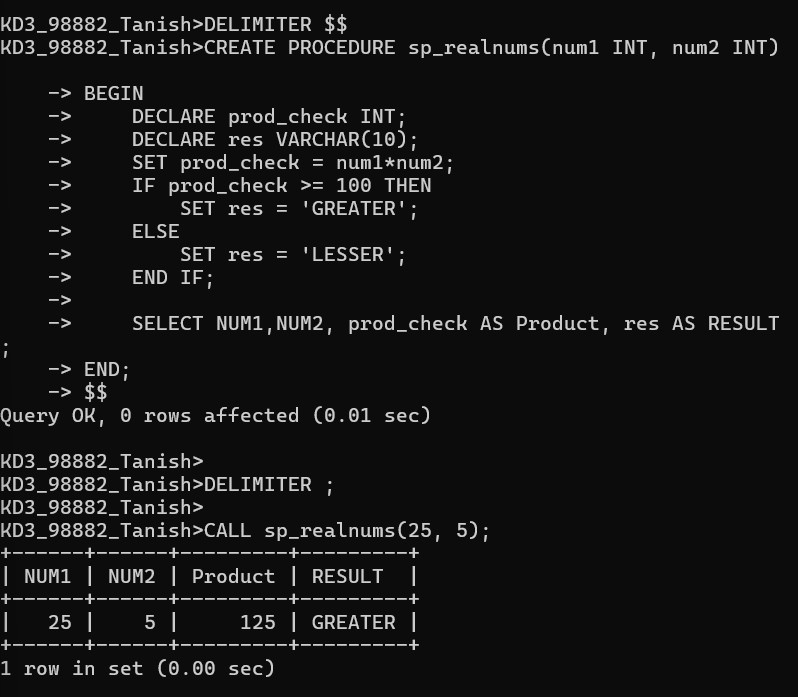 KD3_98882_Tanish>DELIMITER $$
KD3_98882_Tanish>CREATE PROCEDURE sp_realnums(num1 INT, num2 INT)
    -> BEGIN
    ->     DECLARE prod_check INT;
    ->     DECLARE res VARCHAR(10);
    ->     SET prod_check = num1*num2;
    ->     IF prod_check >= 100 THEN
    ->         SET res = 'GREATER';
    ->     ELSE
    ->         SET res = 'LESSER';
    ->     END IF;
    ->
    ->     SELECT NUM1,NUM2, prod_check AS Product, res AS RESULT
;
    -> END;
    -> $$
Query OK, 0 rows affected (0.01 sec)

KD3_98882_Tanish>
KD3_98882_Tanish>DELIMITER ;
KD3_98882_Tanish>
KD3_98882_Tanish>CALL sp_realnums(25, 5);
+------+------+---------+---------+
| NUM1 | NUM2 | Product | RESULT  |
+------+------+---------+---------+
|   25 |    5 |     125 | GREATER |
+------+------+---------+---------+
1 row in set (0.00 sec)